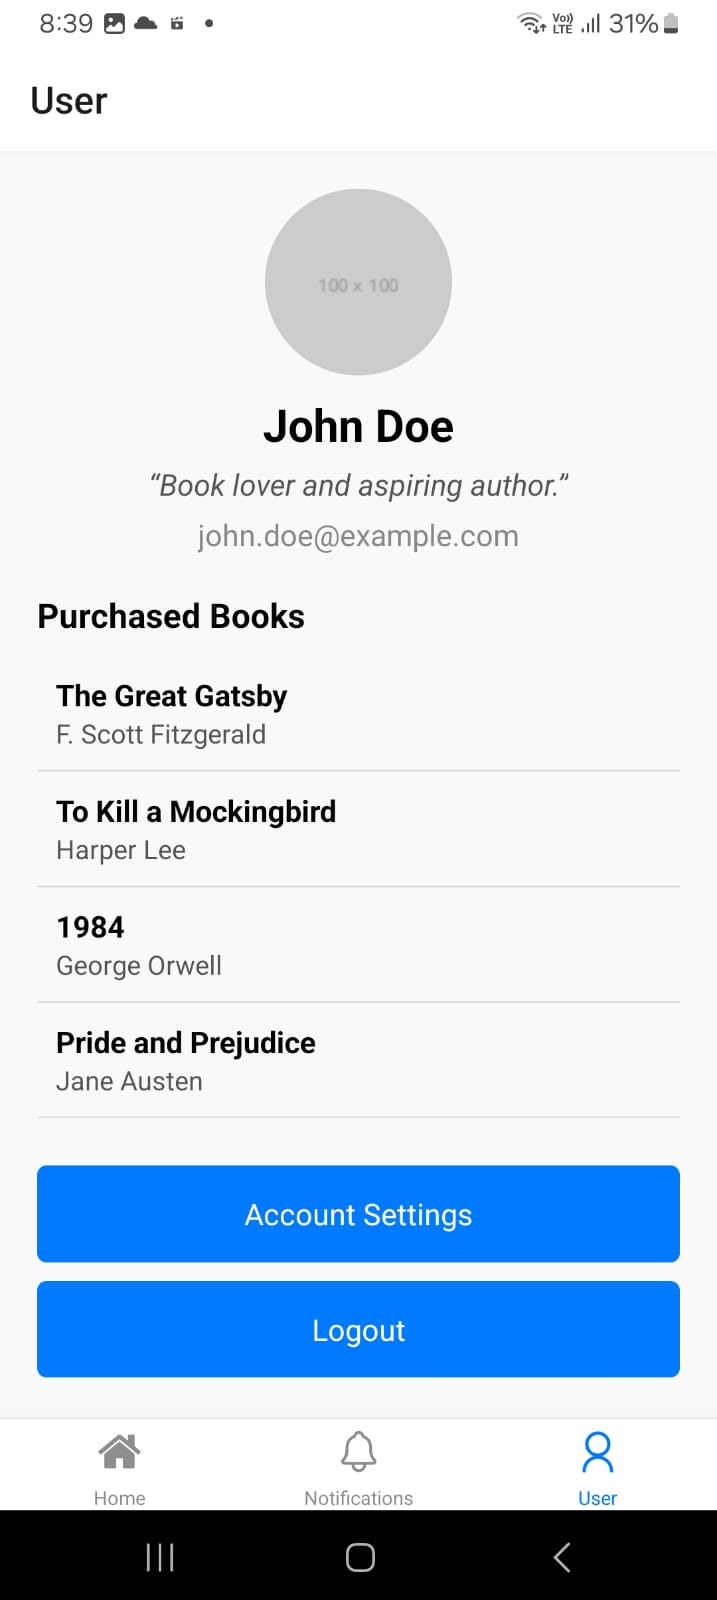 8:39 Vo)) LTE 31%
User
100 x 100
John Doe
“Book lover and aspiring author.”
john.doe@example.com
Purchased Books
The Great Gatsby
F. Scott Fitzgerald
To Kill a Mockingbird
Harper Lee
1984
George Orwell
Pride and Prejudice
Jane Austen
Account Settings
Logout
Home Notifications User